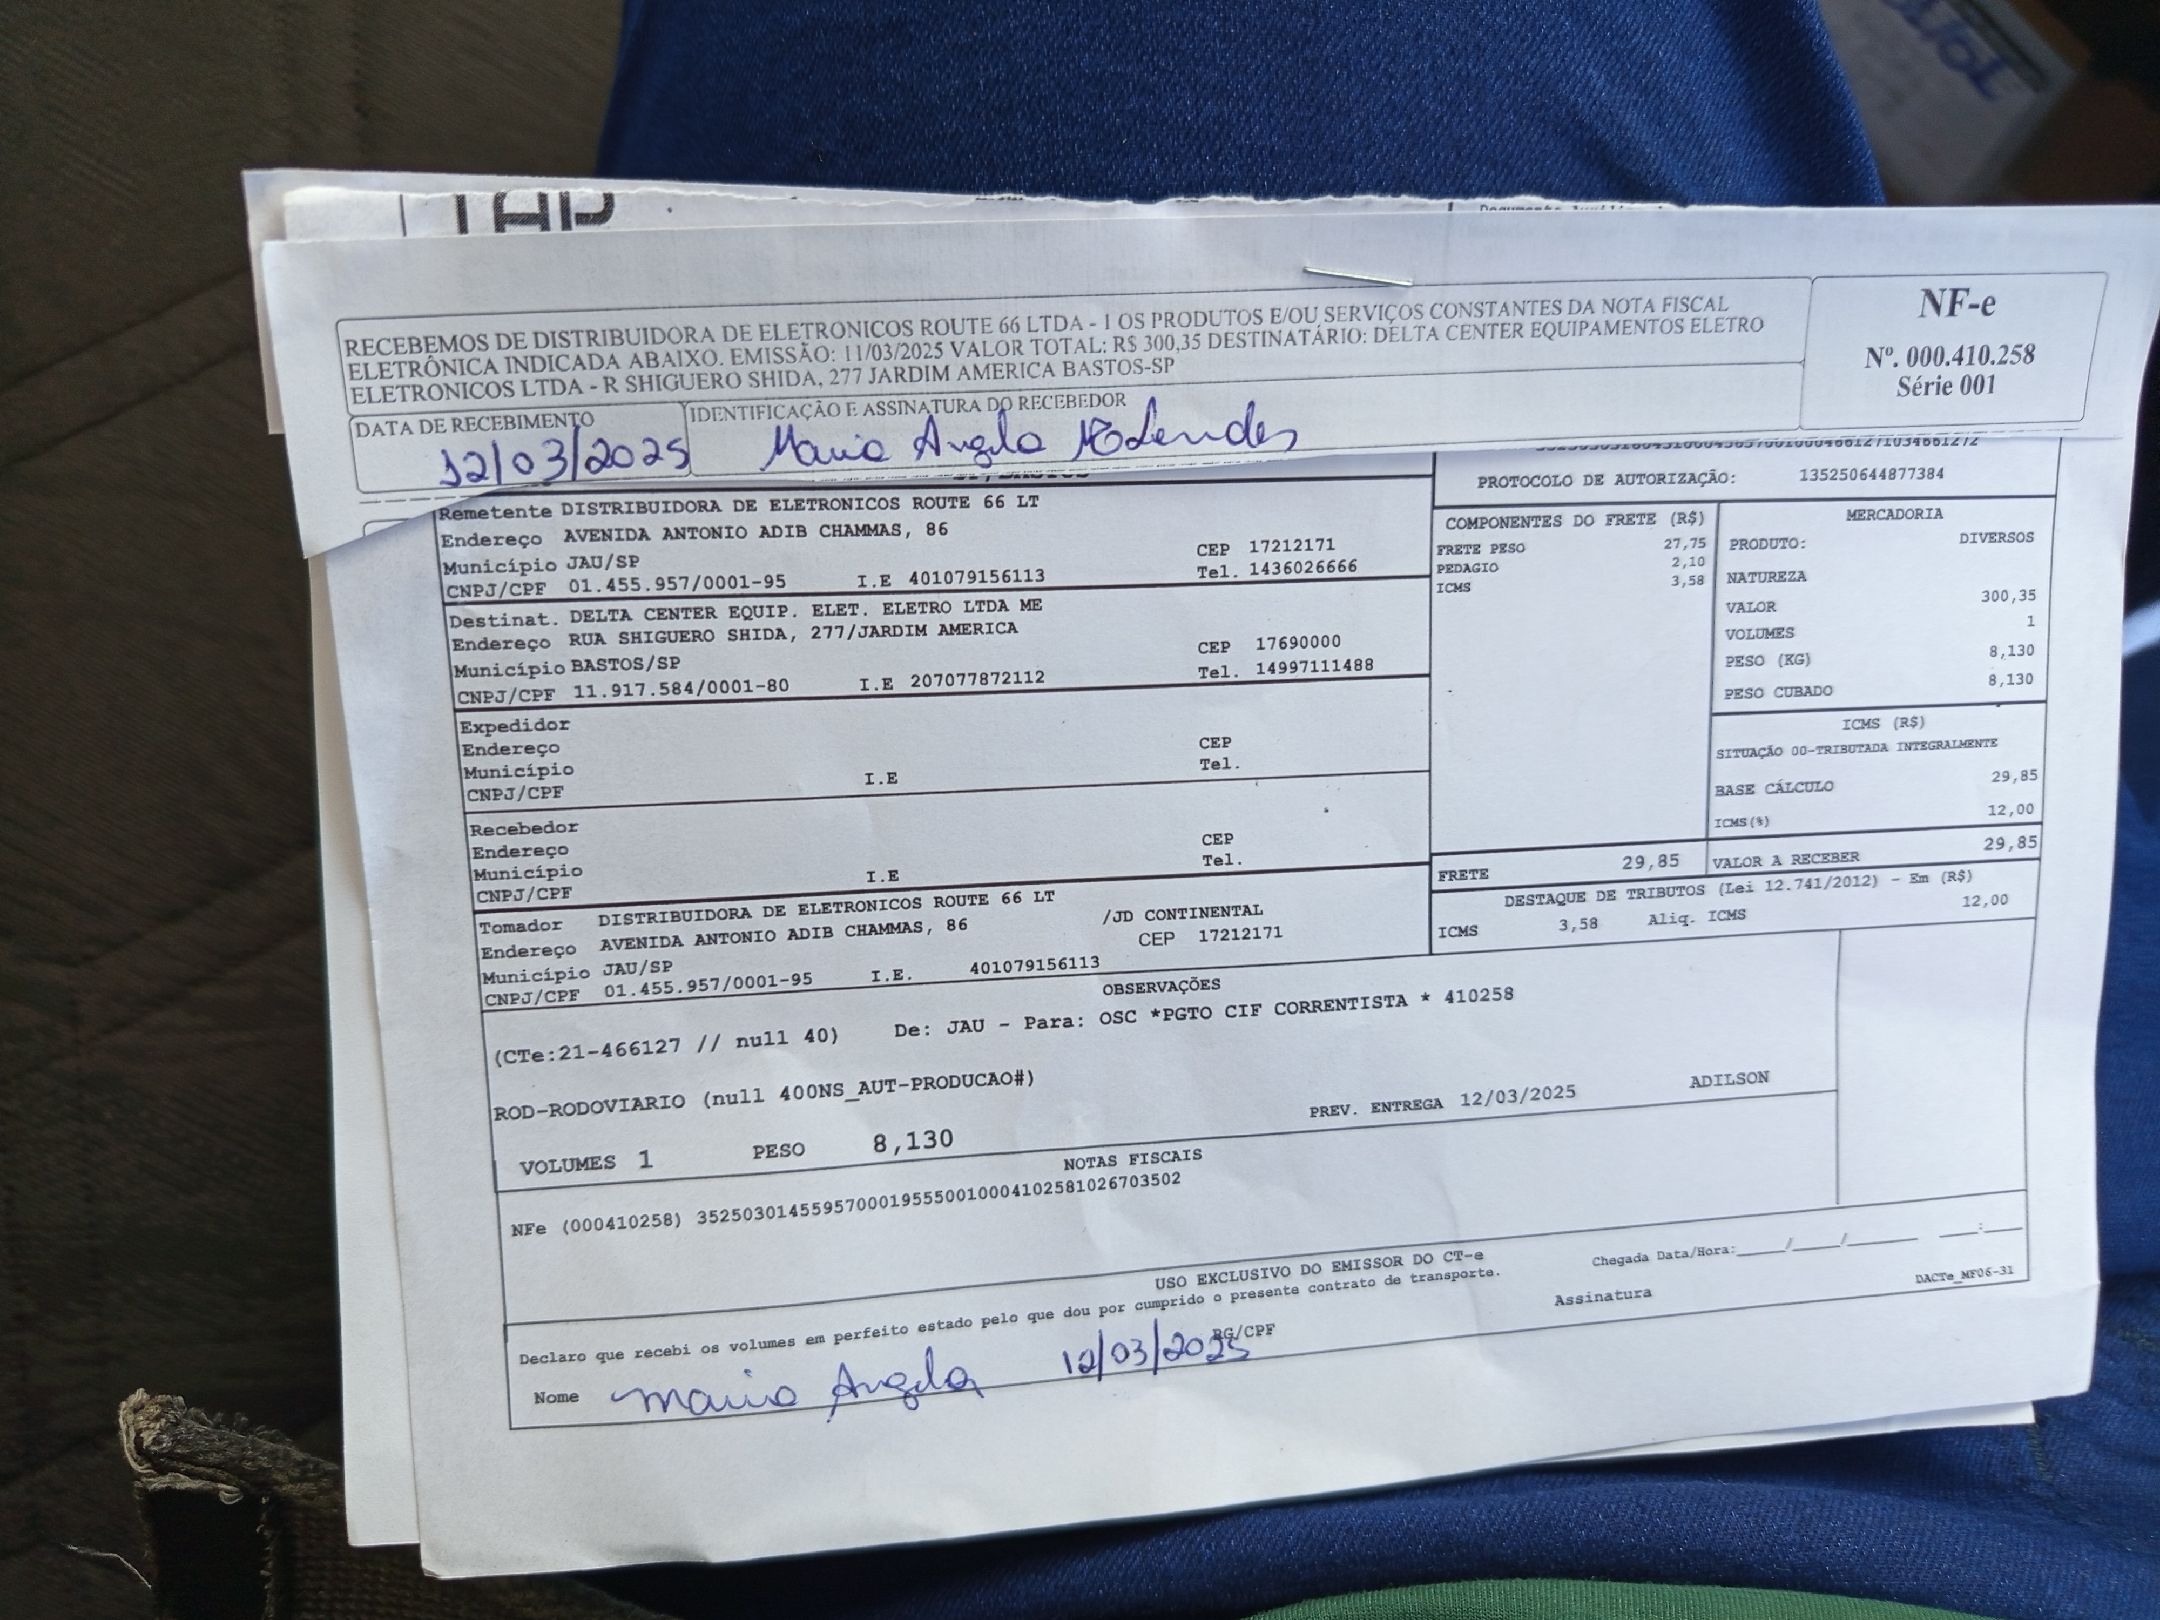 RECEBEMOS DE DISTRIBUIDORA DE ELETRONICOS ROUTE 66 LTDA - I OS PRODUTOS E/OU SERVIÇOS CONSTANTES DA NOTA FISCAL
ELETRÔNICA INDICADA ABAIXO. EMISSÃO: 11/03/2025 VALOR TOTAL: R$ 300,35 DESTINATÁRIO: DELTA CENTER EQUIPAMENTOS ELETRO
ELETRONICOS LTDA - R SHIGUERO SHIDA, 277 JARDIM AMERICA BASTOS-SP
NF-e
Nº. 000.410.258
Série 001
DATA DE RECEBIMENTO
12/03/2025
IDENTIFICAÇÃO E ASSINATURA DO RECEBEDOR
Maria Angela
PROTOCOLO DE AUTORIZAÇÃO: 135250644877384
Remetente DISTRIBUIDORA DE ELETRONICOS ROUTE 66 LT
Endereço AVENIDA ANTONIO ADIB CHAMMAS, 86
Município JAU/SP CEP 17212171
CNPJ/CPF 01.455.957/0001-95 I.E 401079156113 Tel. 1436026666
Destinat. DELTA CENTER EQUIP. ELET. ELETRO LTDA ME
Endereço RUA SHIGUERO SHIDA, 277/JARDIM AMERICA
Município BASTOS/SP CEP 17690000
CNPJ/CPF 11.917.584/0001-80 I.E 207077872112 Tel. 14997111488
Expedidor
Endereço
Município CEP
CNPJ/CPF I.E Tel.
Recebedor
Endereço
Município CEP
CNPJ/CPF I.E Tel.
Tomador DISTRIBUIDORA DE ELETRONICOS ROUTE 66 LT
Endereço AVENIDA ANTONIO ADIB CHAMMAS, 86 /JD CONTINENTAL
Município JAU/SP CEP 17212171
CNPJ/CPF 01.455.957/0001-95 I.E. 401079156113
COMPONENTES DO FRETE (R$)
FRETE PESO 27,75
PEDAGIO 2,10
ICMS 3,58
FRETE 29,85
MERCADORIA
PRODUTO: DIVERSOS
NATUREZA
VALOR 300,35
VOLUMES 1
PESO (KG) 8,130
PESO CUBADO 8,130
ICMS (R$)
SITUAÇÃO 00-TRIBUTADA INTEGRALMENTE
BASE CÁLCULO 29,85
ICMS(%) 12,00
VALOR A RECEBER 29,85
DESTAQUE DE TRIBUTOS (Lei 12.741/2012) - Em (R$)
ICMS 3,58 Aliq. ICMS 12,00
OBSERVAÇÕES
(CTe:21-466127 // null 40) De: JAU - Para: OSC *PGTO CIF CORRENTISTA * 410258
ROD-RODOVIARIO (null 400NS_AUT-PRODUCAO#)
PREV. ENTREGA 12/03/2025 ADILSON
VOLUMES 1 PESO 8,130
NOTAS FISCAIS
NFe (000410258) 35250301455957000195550010004102581026703502
USO EXCLUSIVO DO EMISSOR DO CT-e
Declaro que recebi os volumes em perfeito estado pelo que dou por cumprido o presente contrato de transporte.
Chegada Data/Hora:____/____/______ ___:___
Nome Maria Angela 12/03/2025 RG/CPF
Assinatura
DACTe_MF06-31